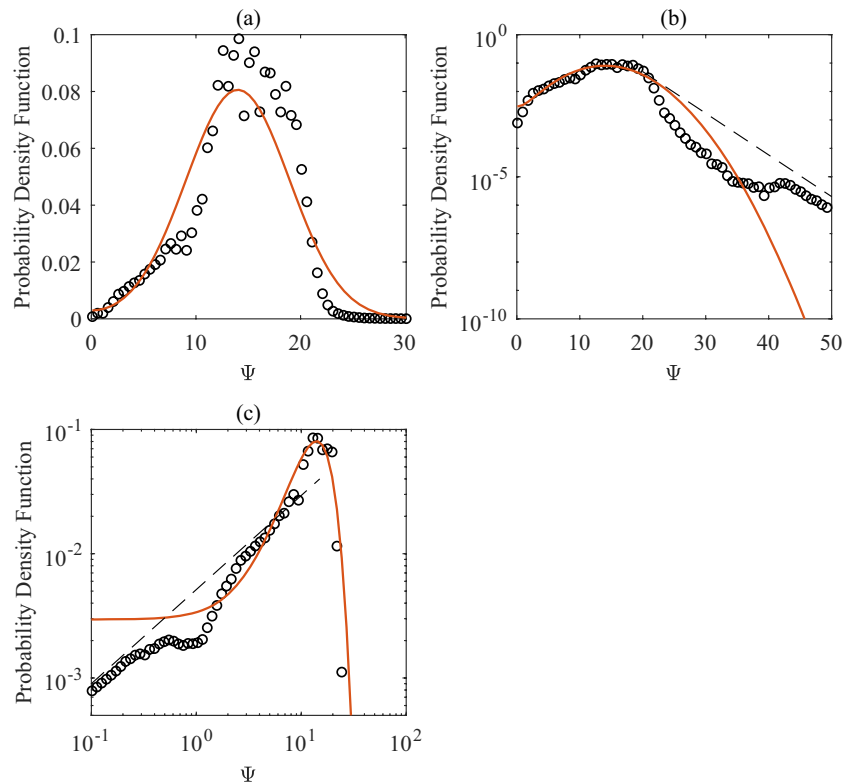 (a)
Probability Density Function
0.1
0.08
0.06
0.04
0.02
0
0 10 20 30
Ψ
(b)
Probability Density Function
10^0
10^-5
10^-10
0 10 20 30 40 50
Ψ
(c)
Probability Density Function
10^-1
10^-2
10^-3
10^-1 10^0 10^1 10^2
Ψ